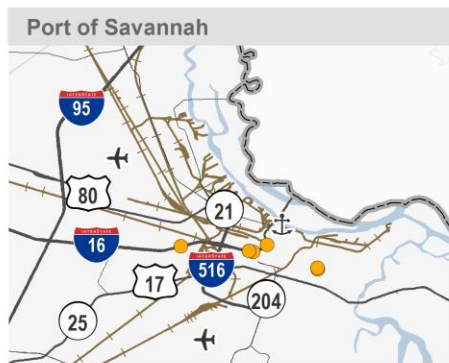 Port of Savannah
INTERSTATE
95
80
21
INTERSTATE
16
INTERSTATE
516
17
204
25